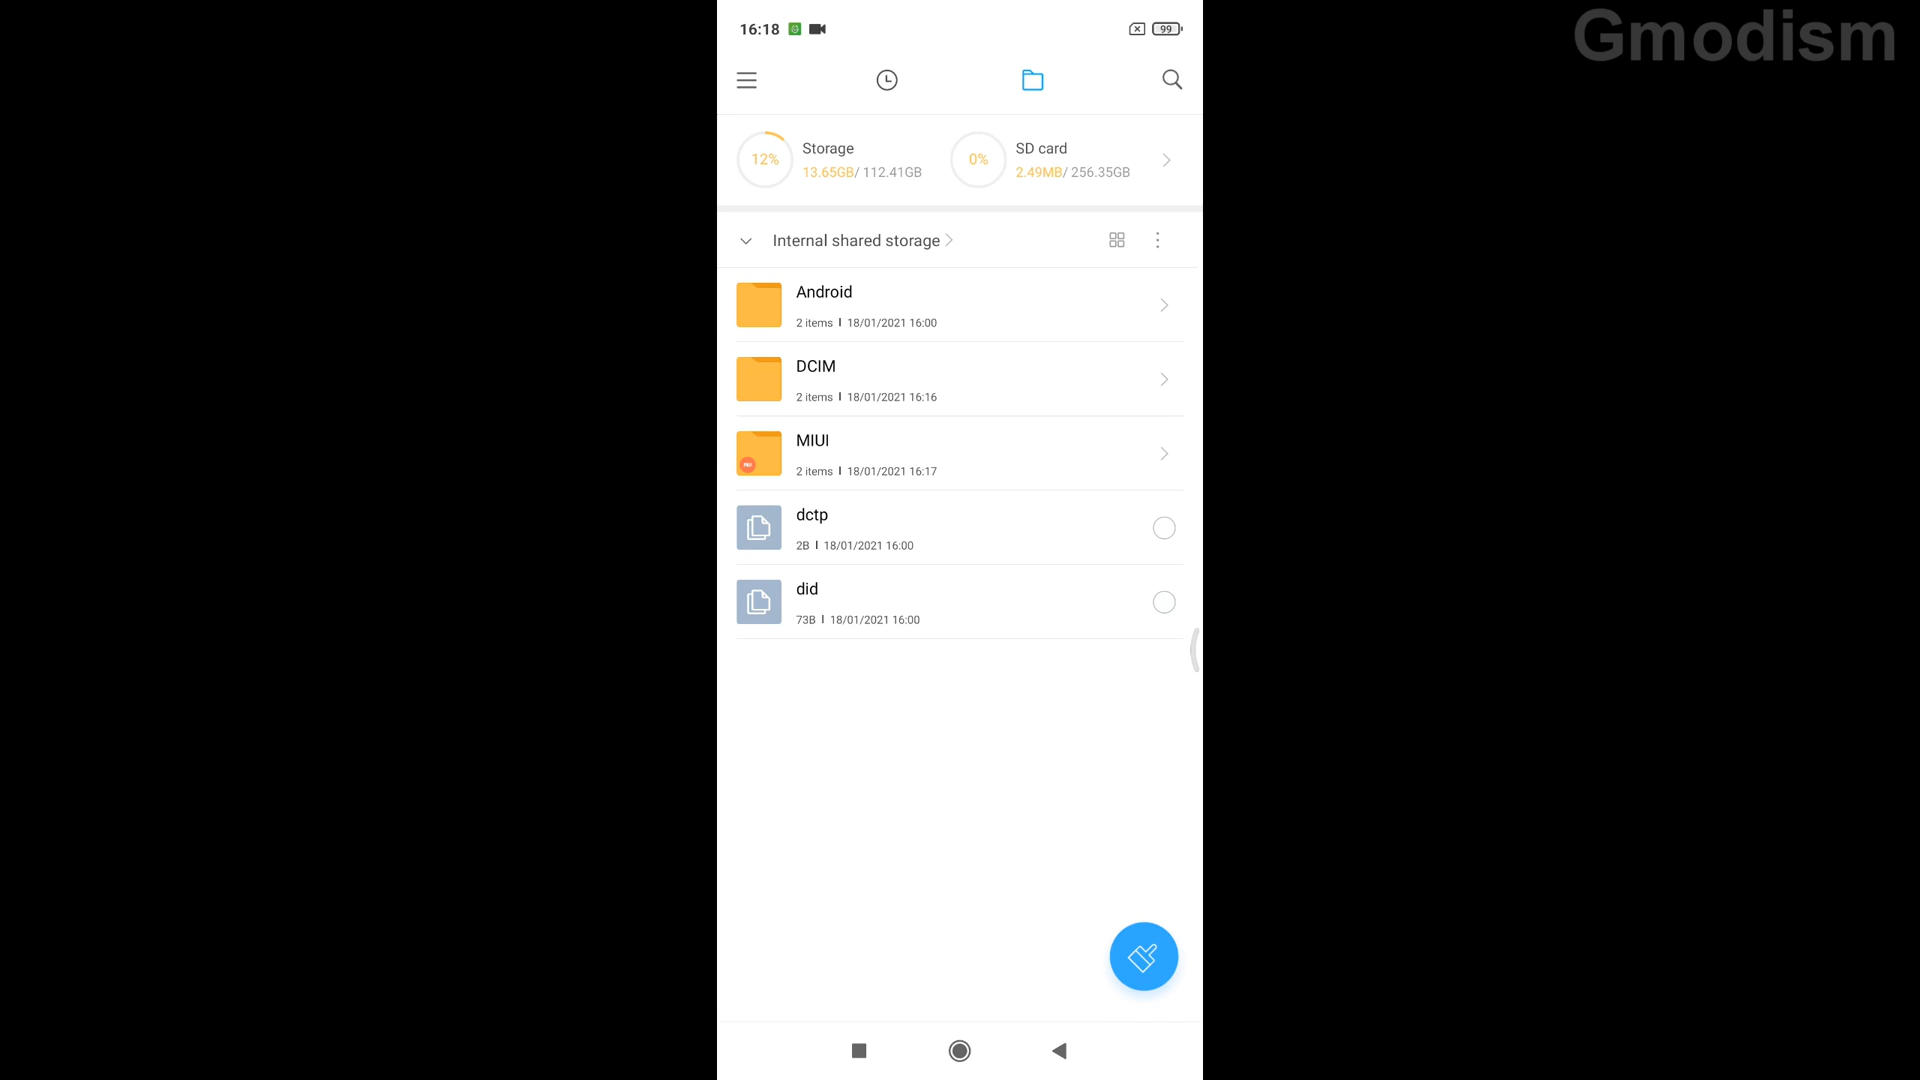 Gmodism
16:18
99
12%
Storage
13.65GB/ 112.41GB
0%
SD card
2.49MB/ 256.35GB
Internal shared storage
Android
2 items | 18/01/2021 16:00
DCIM
2 items | 18/01/2021 16:16
MIUI
2 items | 18/01/2021 16:17
dctp
2B | 18/01/2021 16:00
did
73B | 18/01/2021 16:00